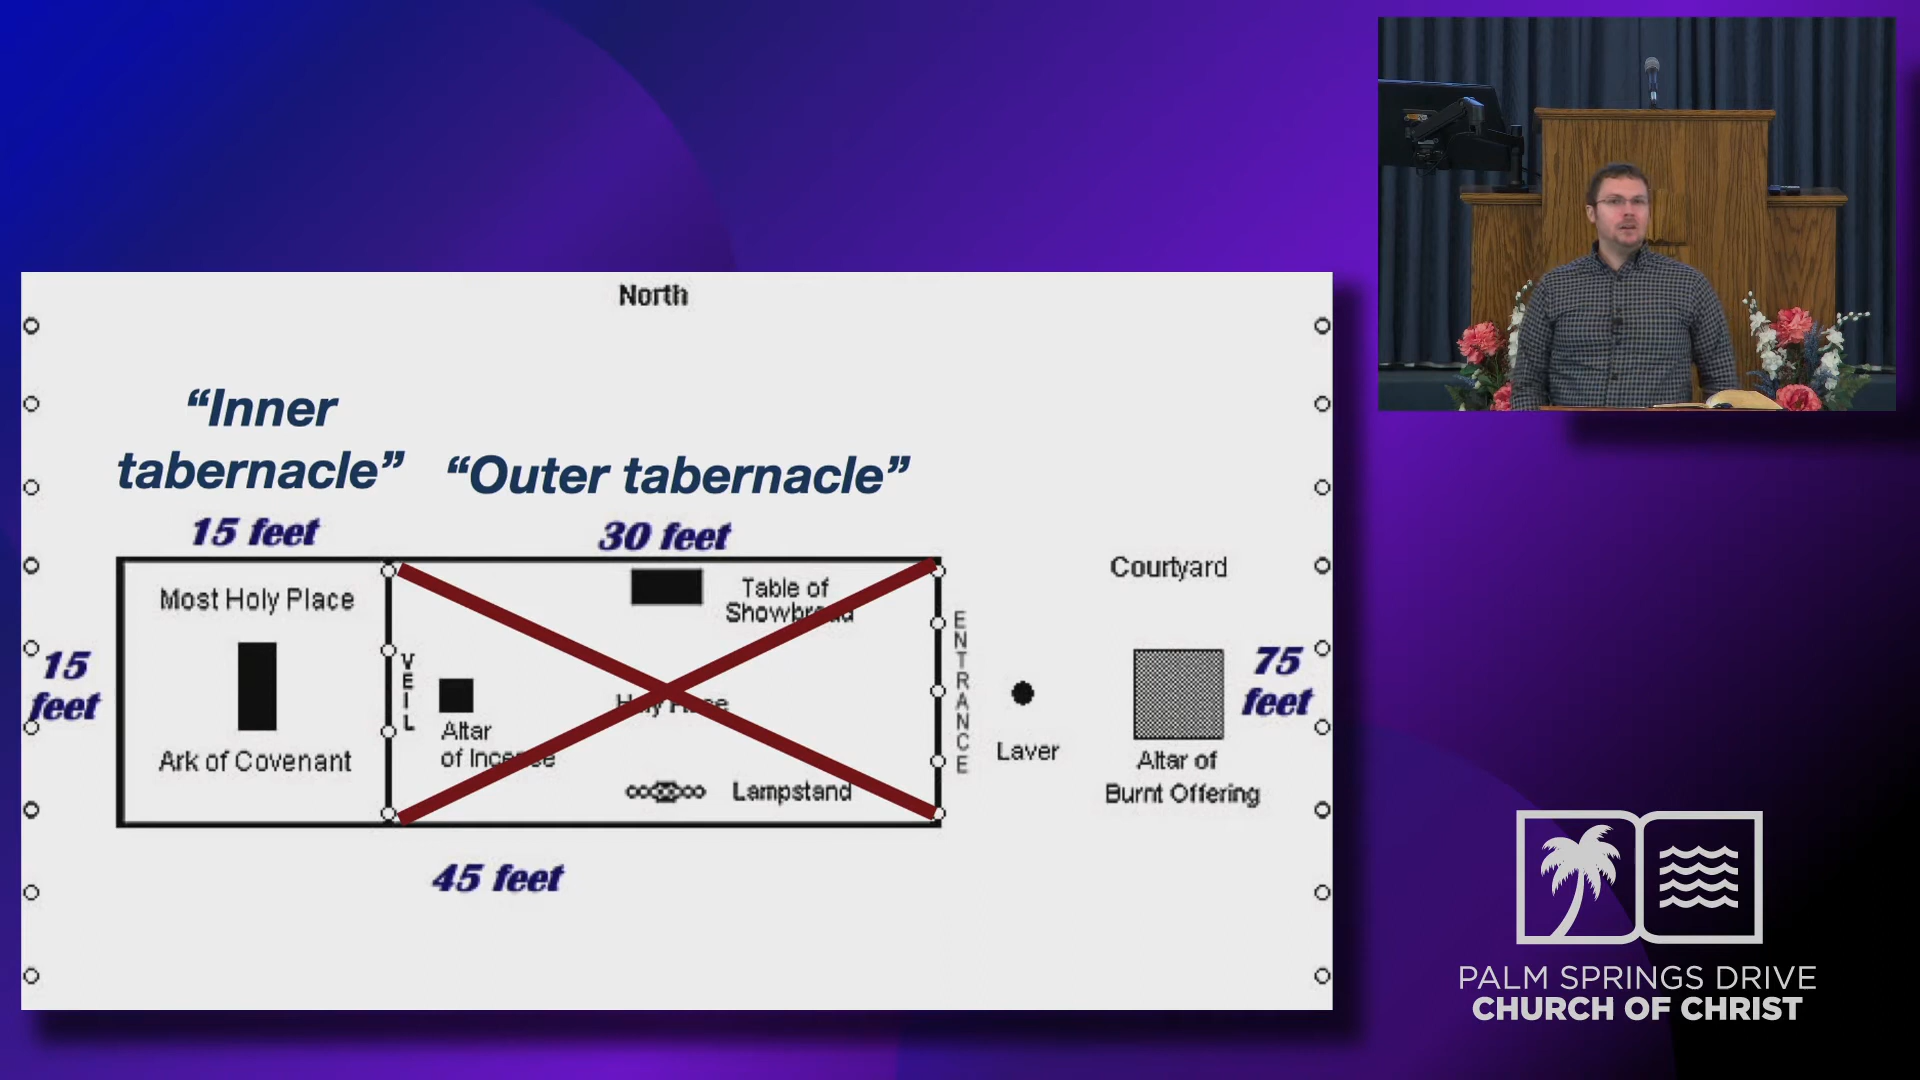 North
“Inner
tabernacle”
“Outer tabernacle”
15 feet
30 feet
Most Holy Place
Table of
Showbread
Courtyard
15
feet
VEIL
ENTRANCE
75
feet
Holy Place
Altar
of Incense
Ark of Covenant
Lampstand
Laver
Altar of
Burnt Offering
45 feet
PALM SPRINGS DRIVE
CHURCH OF CHRIST